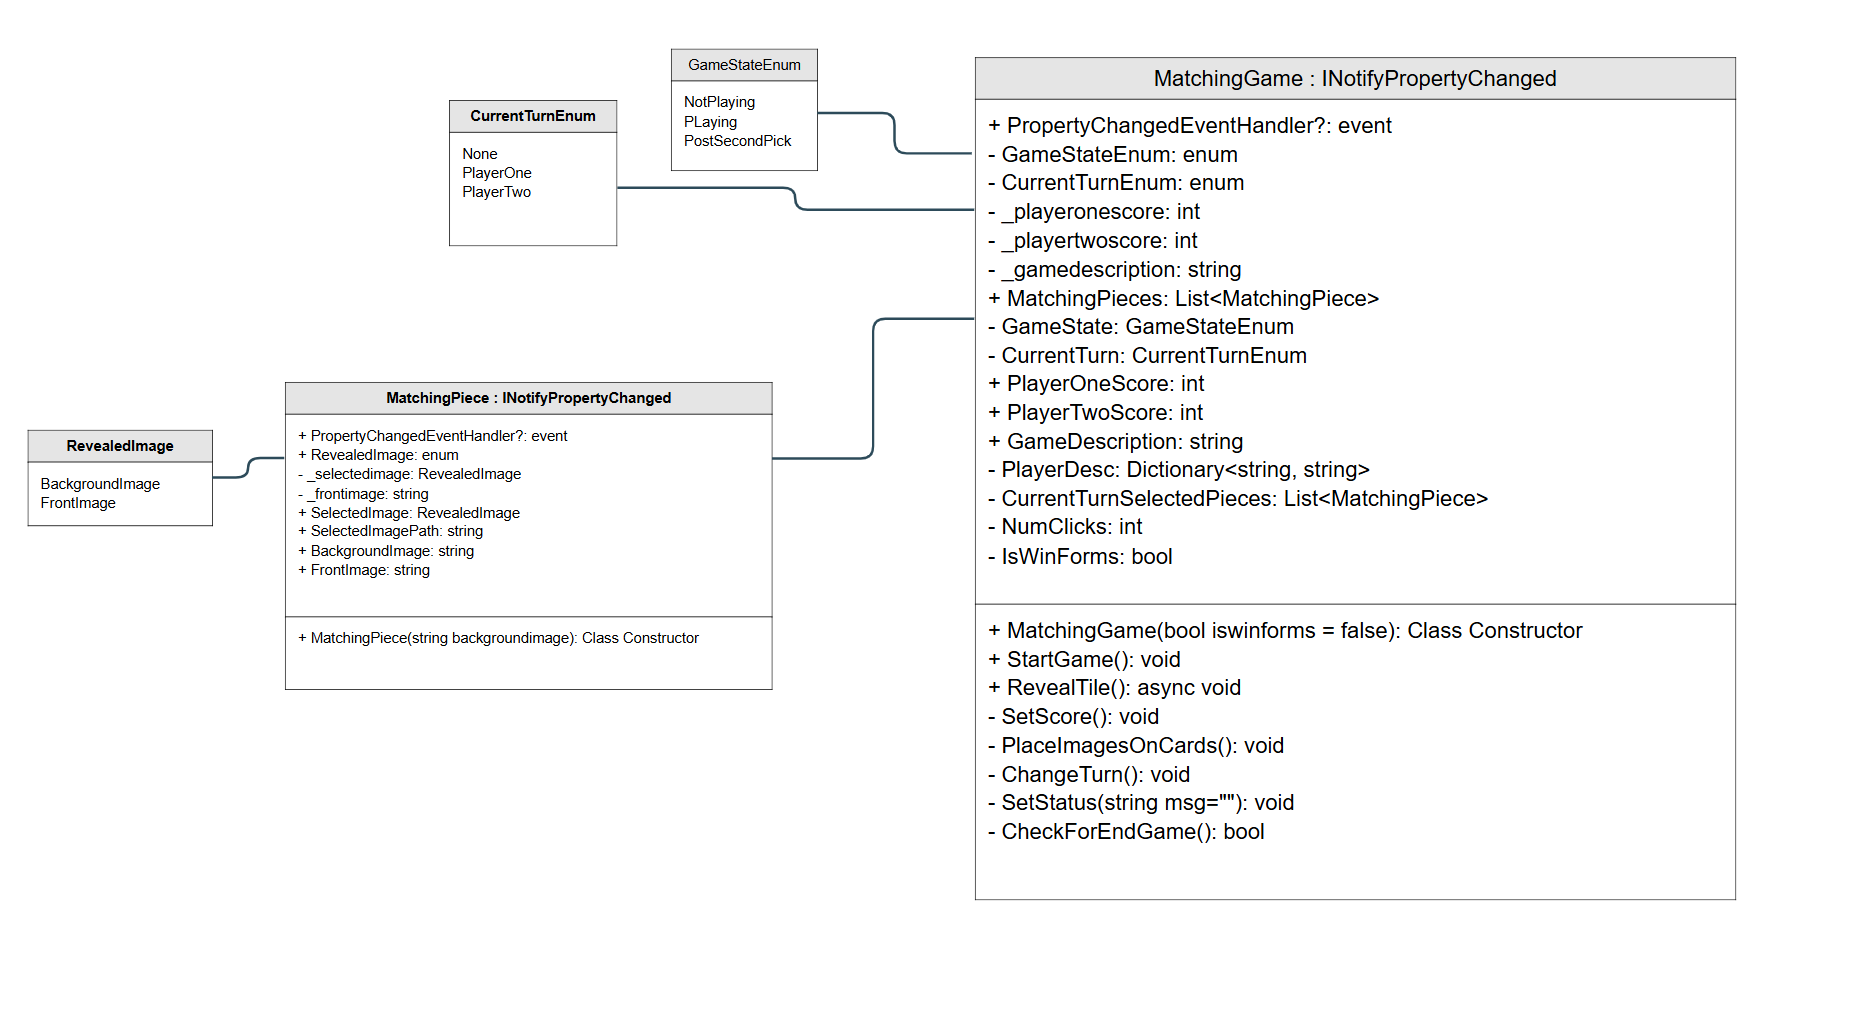 GameStateEnum
NotPlaying
PLaying
PostSecondPick
CurrentTurnEnum
None
PlayerOne
PlayerTwo
RevealedImage
BackgroundImage
FrontImage
MatchingPiece : INotifyPropertyChanged
+ PropertyChangedEventHandler?: event
+ RevealedImage: enum
- _selectedimage: RevealedImage
- _frontimage: string
+ SelectedImage: RevealedImage
+ SelectedImagePath: string
+ BackgroundImage: string
+ FrontImage: string
+ MatchingPiece(string backgroundimage): Class Constructor
MatchingGame : INotifyPropertyChanged
+ PropertyChangedEventHandler?: event
- GameStateEnum: enum
- CurrentTurnEnum: enum
- _playeronescore: int
- _playertwoscore: int
- _gamedescription: string
+ MatchingPieces: List<MatchingPiece>
- GameState: GameStateEnum
- CurrentTurn: CurrentTurnEnum
+ PlayerOneScore: int
+ PlayerTwoScore: int
+ GameDescription: string
- PlayerDesc: Dictionary<string, string>
- CurrentTurnSelectedPieces: List<MatchingPiece>
- NumClicks: int
- IsWinForms: bool
+ MatchingGame(bool iswinforms = false): Class Constructor
+ StartGame(): void
+ RevealTile(): async void
- SetScore(): void
- PlaceImagesOnCards(): void
- ChangeTurn(): void
- SetStatus(string msg=""): void
- CheckForEndGame(): bool